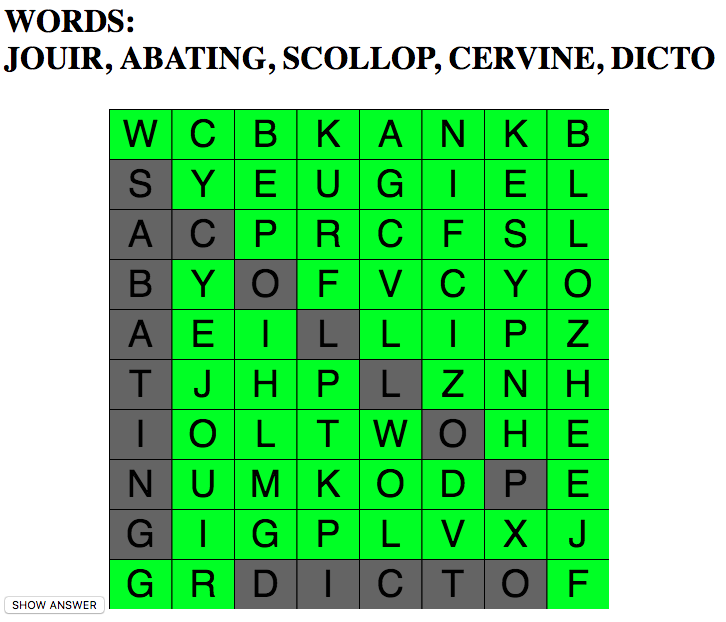 WORDS:
JOUIR, ABATING, SCOLLOP, CERVINE, DICTO
W C B K A N K B
S Y E U G I E L
A C P R C F S L
B Y O F V C Y O
A E I L L I P Z
T J H P L Z N H
I O L T W O H E
N U M K O D P E
G I G P L V X J
G R D I C T O F
SHOW ANSWER